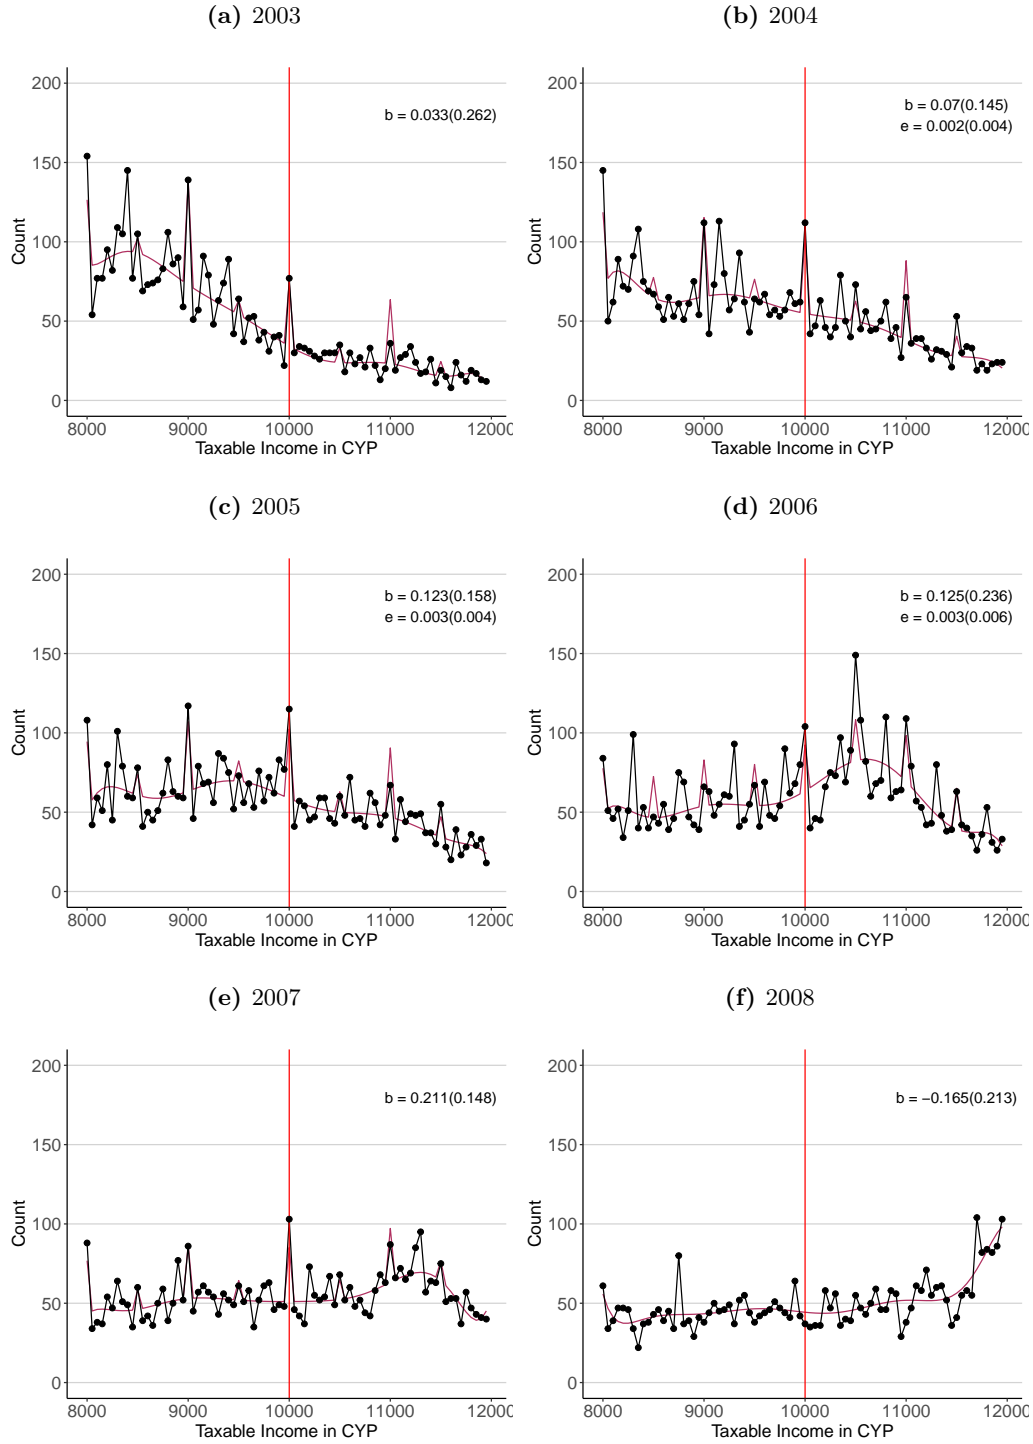 (a) 2003
b = 0.033(0.262)
200
150
100
50
0
Count
8000 9000 10000 11000 12000
Taxable Income in CYP
(b) 2004
b = 0.07(0.145)
e = 0.002(0.004)
200
150
100
50
0
Count
8000 9000 10000 11000 12000
Taxable Income in CYP
(c) 2005
b = 0.123(0.158)
e = 0.003(0.004)
200
150
100
50
0
Count
8000 9000 10000 11000 12000
Taxable Income in CYP
(d) 2006
b = 0.125(0.236)
e = 0.003(0.006)
200
150
100
50
0
Count
8000 9000 10000 11000 12000
Taxable Income in CYP
(e) 2007
b = 0.211(0.148)
200
150
100
50
0
Count
8000 9000 10000 11000 12000
Taxable Income in CYP
(f) 2008
b = −0.165(0.213)
200
150
100
50
0
Count
8000 9000 10000 11000 12000
Taxable Income in CYP